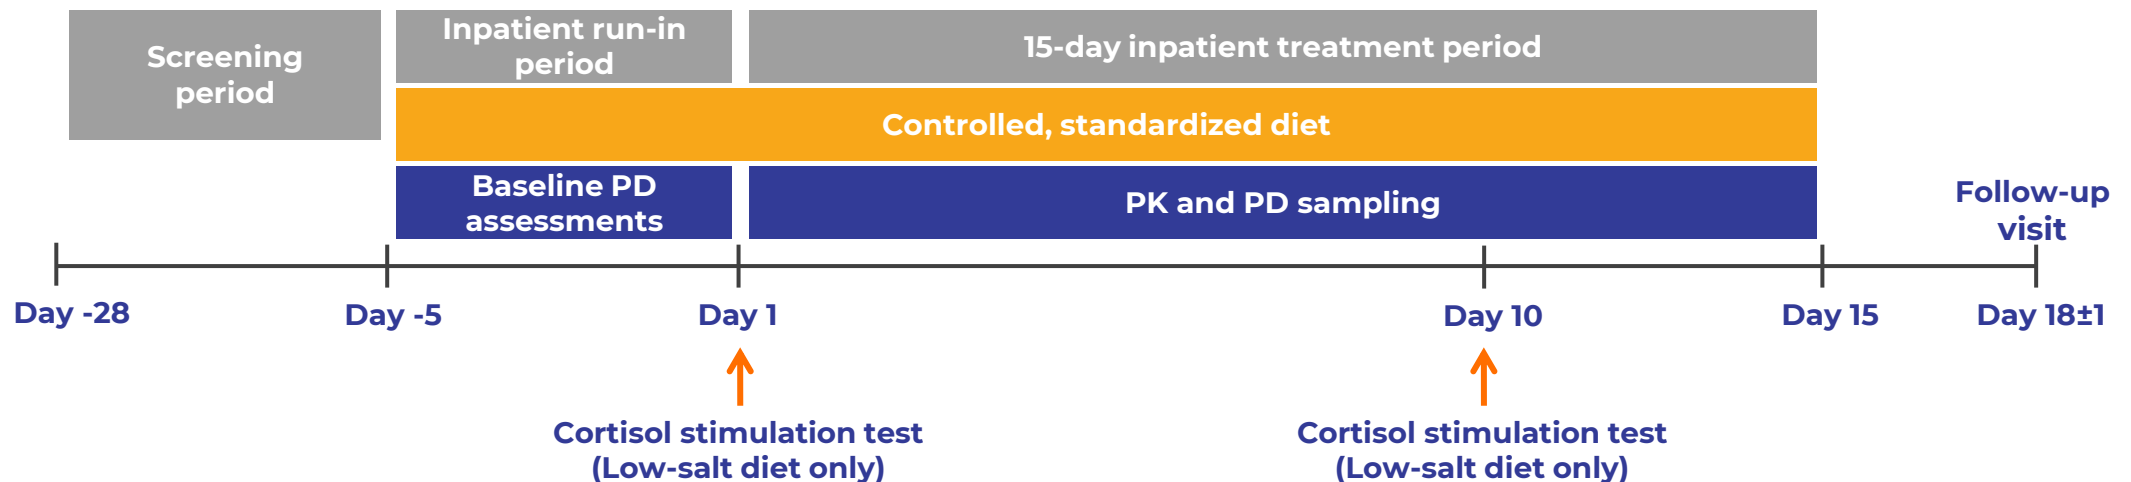 Screening
period
Inpatient run-in
period
15-day inpatient treatment period
Controlled, standardized diet
Baseline PD
assessments
PK and PD sampling
Follow-up
visit
Day -28
Day -5
Day 1
Day 10
Day 15
Day 18±1
Cortisol stimulation test
(Low-salt diet only)
Cortisol stimulation test
(Low-salt diet only)